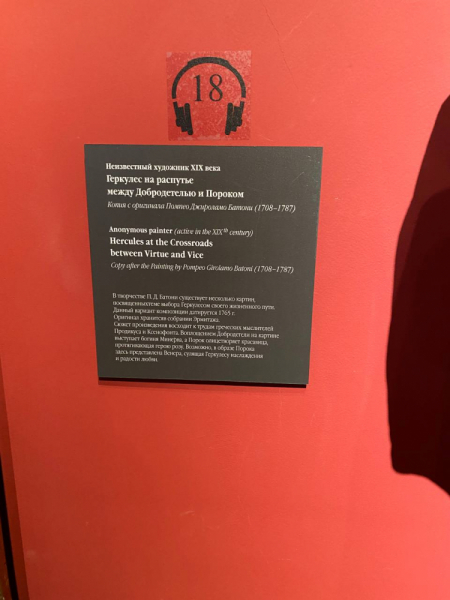 18
Неизвестный художник XIX века
Геркулес на распутье
между Добродетелью и Пороком
Копия с оригинала Помпео Джироламо Батони (1708–1787)
Anonymous painter (active in the XIXth century)
Hercules at the Crossroads
between Virtue and Vice
Copy after the Painting by Pompeo Girolamo Batoni (1708–1787)
В творчестве П. Д. Батони существует несколько картин,
посвященных теме выбора Геркулесом своего жизненного пути.
Данный вариант композиции датируется 1765 г.
Оригинал хранится в собрании Эрмитажа.
Сюжет произведения восходит к трудам греческих мыслителей
Продикуса и Ксенофонта. Воплощением Добродетели на картине
выступает богиня Минерва, а Порок олицетворяет красавица,
протягивающая герою розу. Возможно, в образе Порока
здесь представлена Венера, сулящая Геркулесу наслаждения
и радости любви.